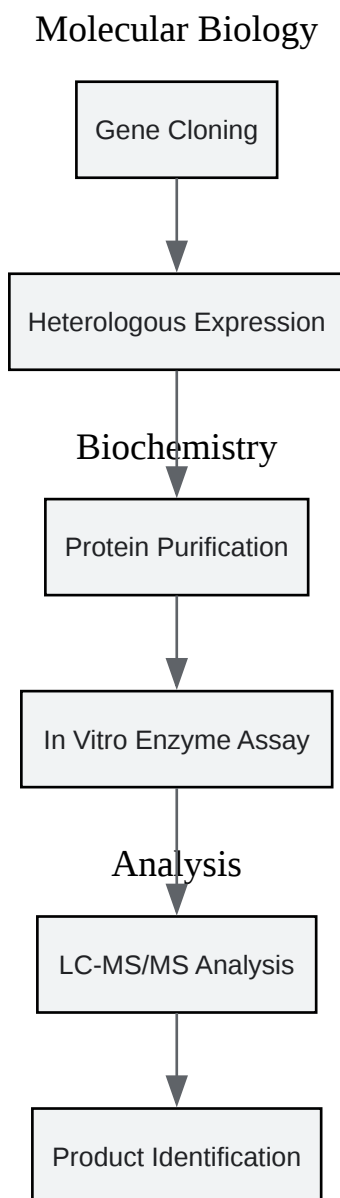 Molecular Biology
Gene Cloning
Heterologous Expression
Biochemistry
Protein Purification
In Vitro Enzyme Assay
Analysis
LC-MS/MS Analysis
Product Identification